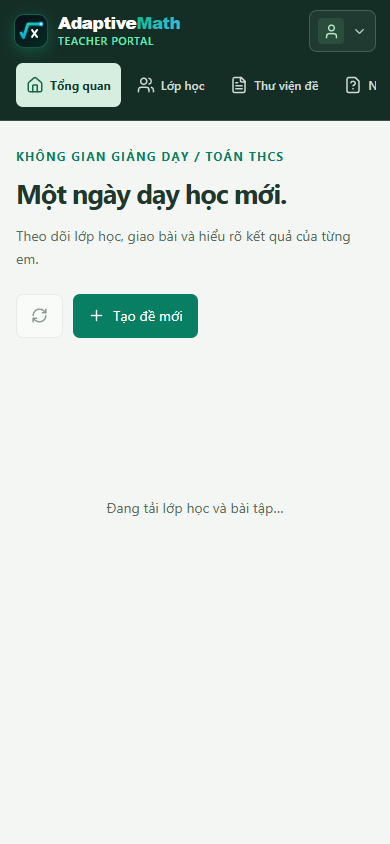 AdaptiveMath
TEACHER PORTAL
Tổng quan
Lớp học
Thư viện đề
KHÔNG GIAN GIẢNG DẠY / TOÁN THCS
Một ngày dạy học mới.
Theo dõi lớp học, giao bài và hiểu rõ kết quả của từng
em.
Tạo đề mới
Đang tải lớp học và bài tập...